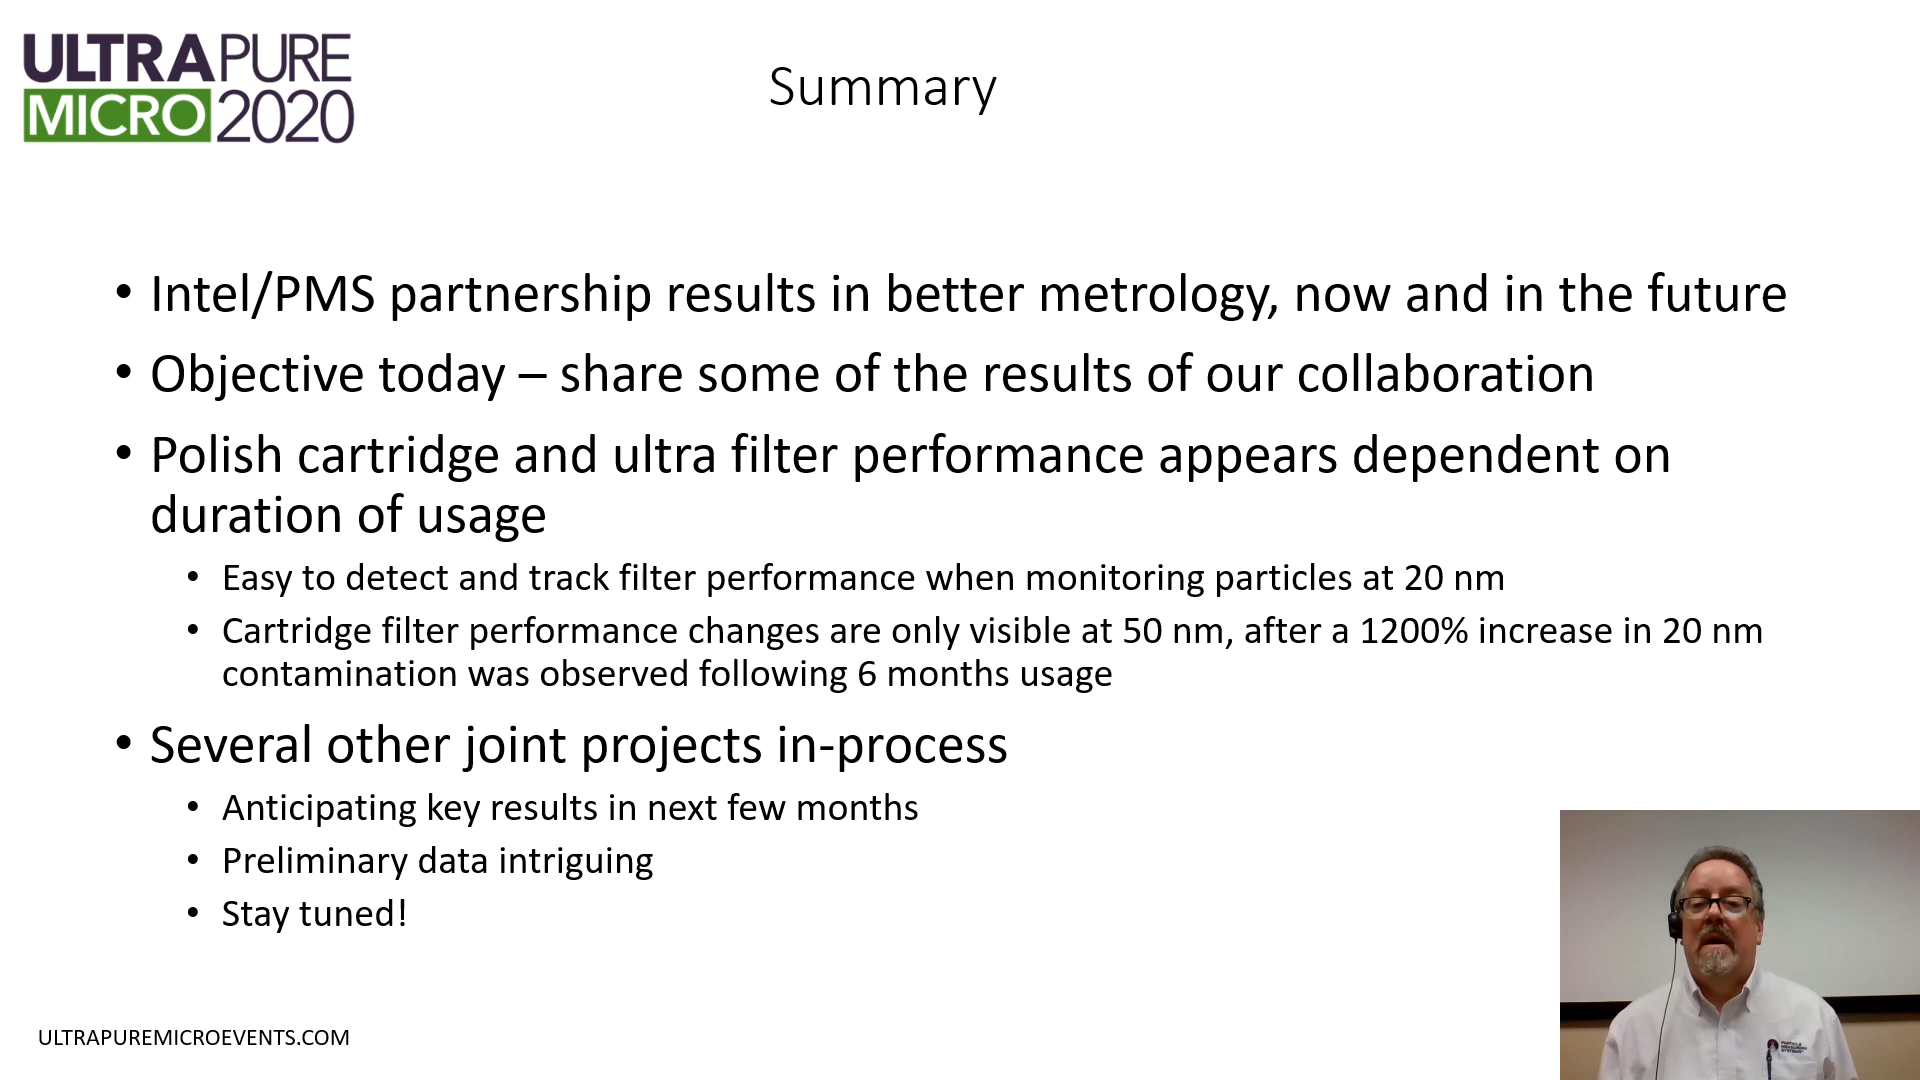 ULTRAPURE
MICRO 2020
Summary
• Intel/PMS partnership results in better metrology, now and in the future
• Objective today – share some of the results of our collaboration
• Polish cartridge and ultra filter performance appears dependent on
duration of usage
• Easy to detect and track filter performance when monitoring particles at 20 nm
• Cartridge filter performance changes are only visible at 50 nm, after a 1200% increase in 20 nm
contamination was observed following 6 months usage
• Several other joint projects in-process
• Anticipating key results in next few months
• Preliminary data intriguing
• Stay tuned!
PARTICLE
MEASURING
SYSTEMS
ULTRAPUREMICROEVENTS.COM